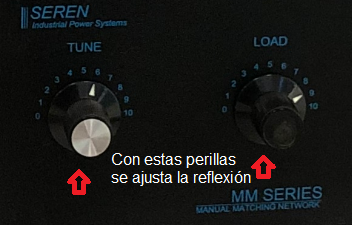 SEREN
Industrial Power Systems
TUNE
LOAD
0 1 2 3 4 5 6 7 8 9 10
0 1 2 3 4 5 6 7 8 9 10
Con estas perillas
se ajusta la reflexión
MM SERIES
MANUAL MATCHING NETWORK